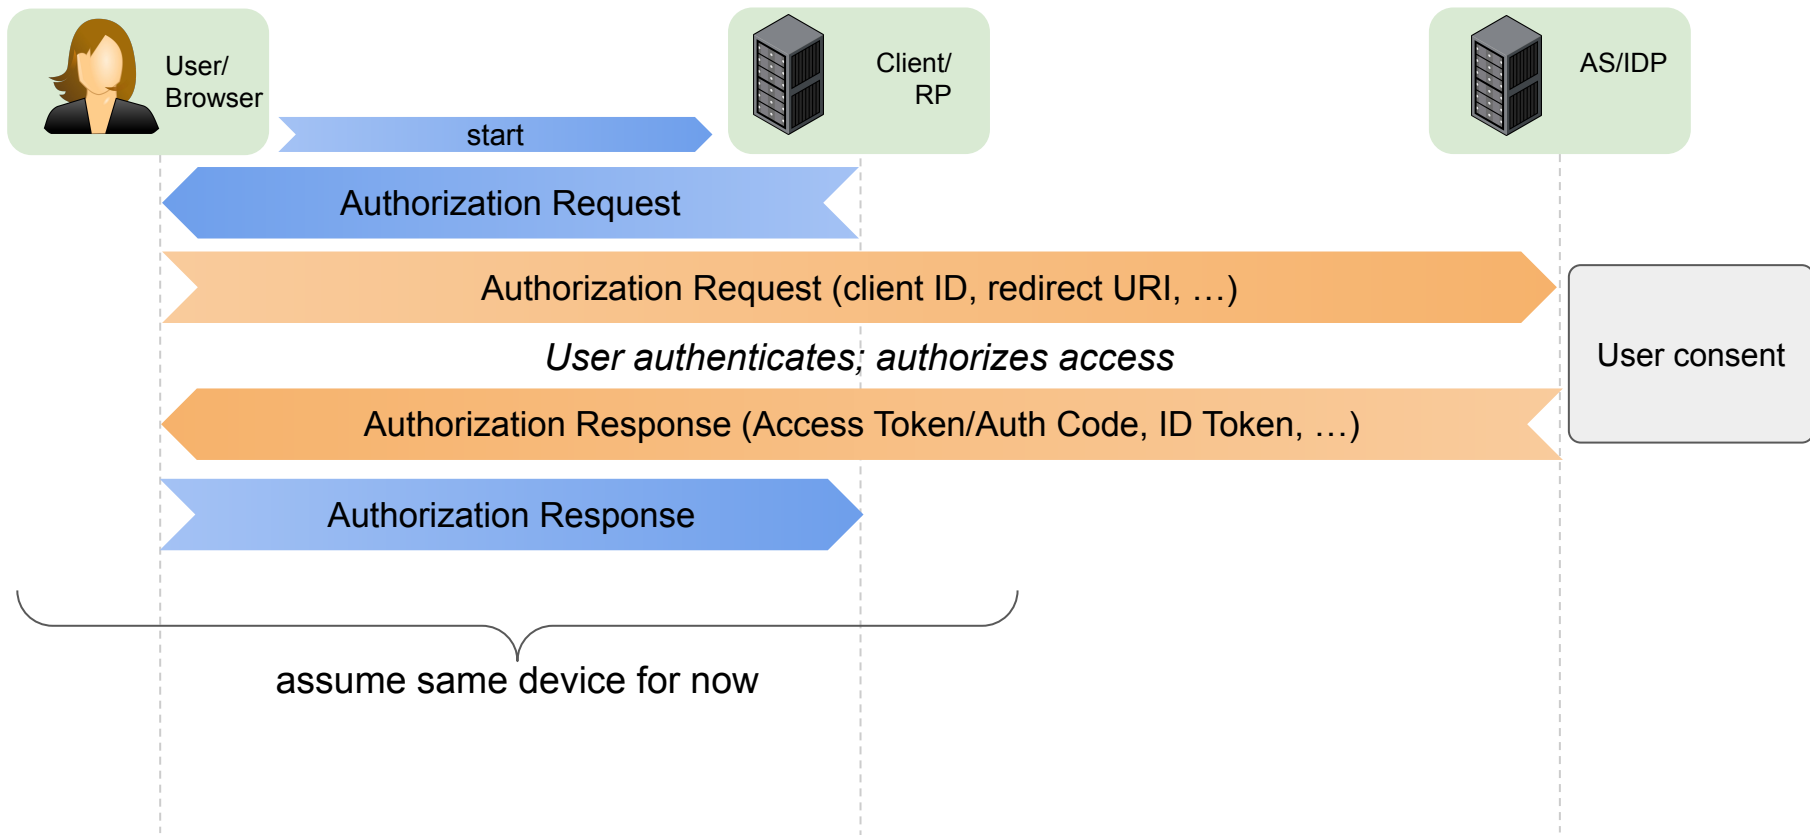 User/
Browser
Client/
RP
AS/IDP
start
Authorization Request
Authorization Request (client ID, redirect URI, …)
User authenticates; authorizes access
User consent
Authorization Response (Access Token/Auth Code, ID Token, …)
Authorization Response
assume same device for now